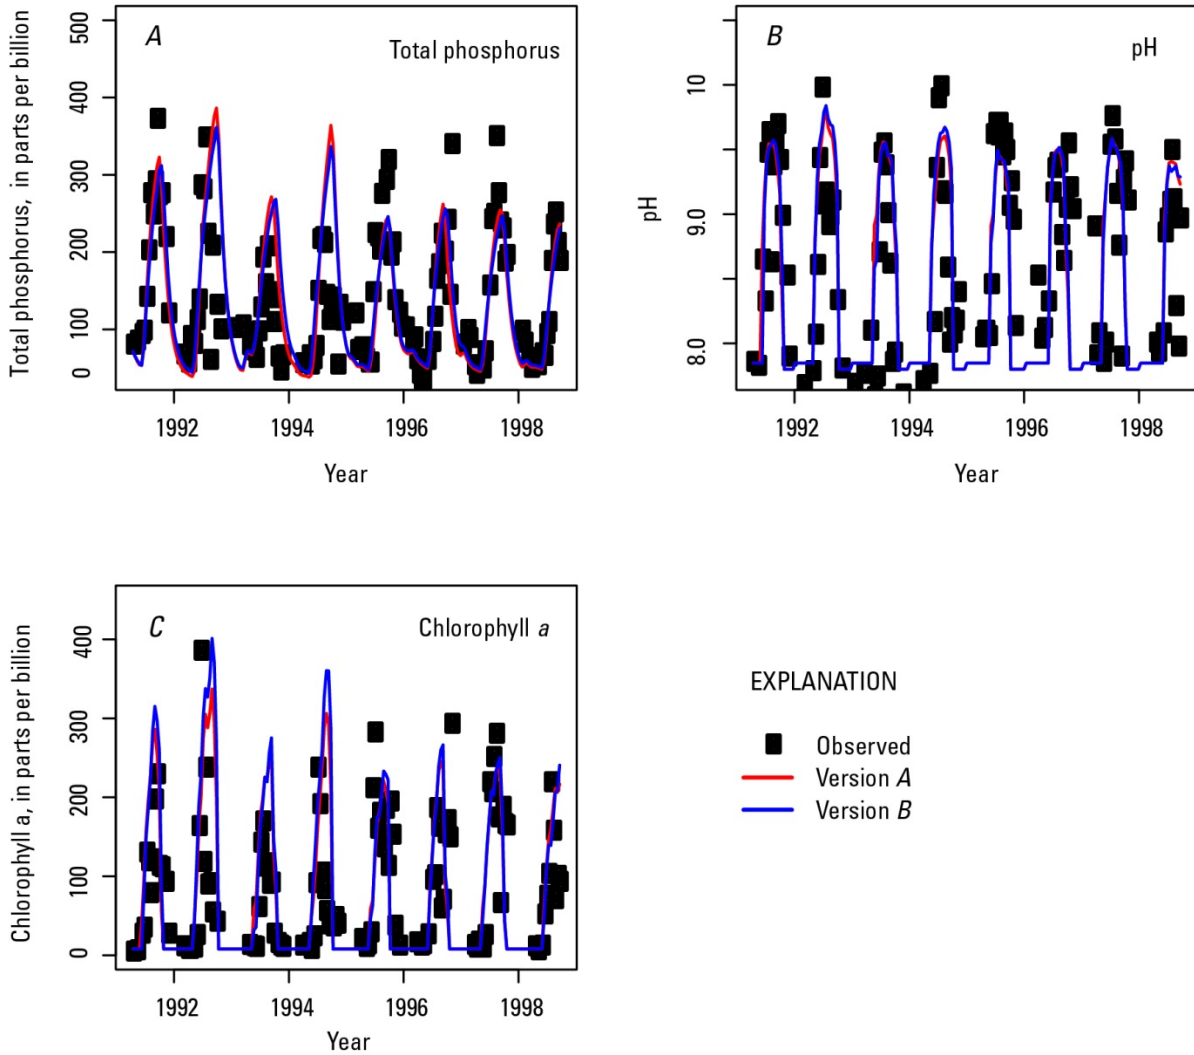 A
Total phosphorus
Total phosphorus, in parts per billion
500
400
300
200
100
0
1992
1994
1996
1998
Year
B
pH
pH
10
9.0
8.0
1992
1994
1996
1998
Year
C
Chlorophyll a
Chlorophyll a, in parts per billion
400
300
200
100
0
1992
1994
1996
1998
Year
EXPLANATION
Observed
Version A
Version B